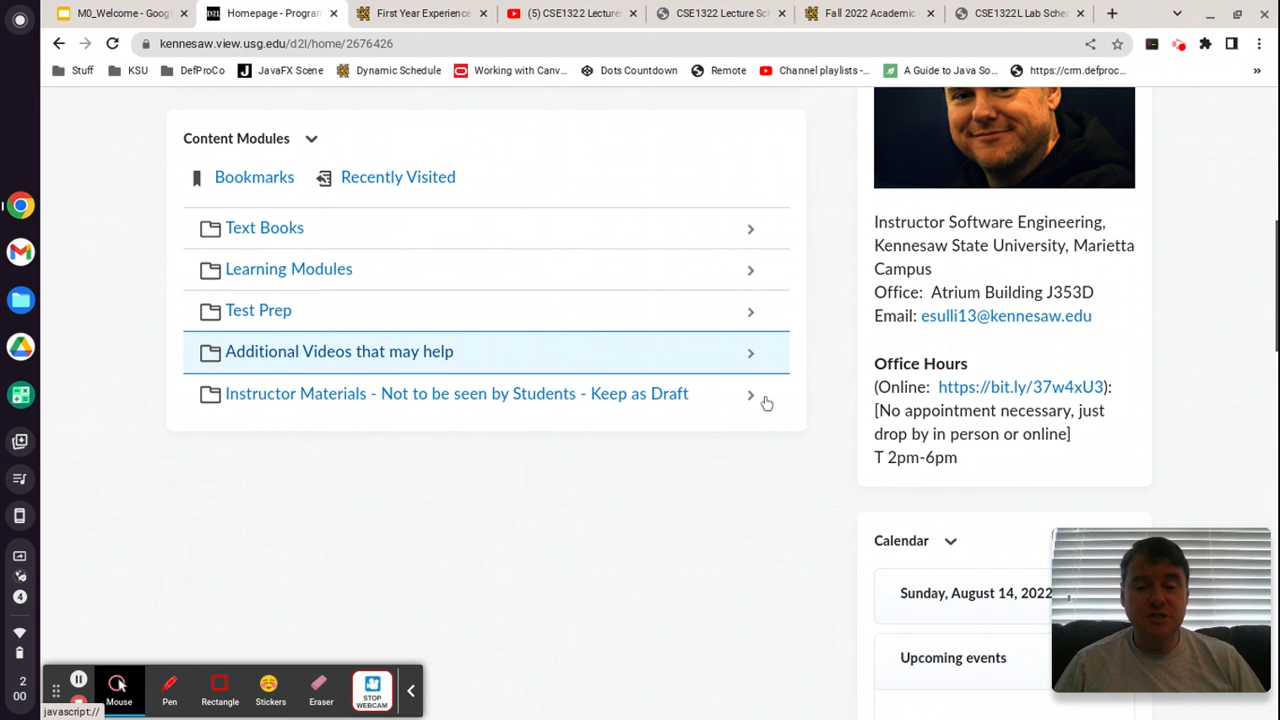 M0_Welcome - Googl
Homepage - Program
First Year Experience
(5) CSE1322 Lecture
CSE1322 Lecture Sc
Fall 2022 Academic
CSE1322L Lab Sche
kennesaw.view.usg.edu/d2l/home/2676426
Stuff
KSU
DefProCo
JavaFX Scene
Dynamic Schedule
Working with Canv...
Dots Countdown
Remote
Channel playlists -...
A Guide to Java So...
https://crm.defproc...
»
Content Modules
Bookmarks
Recently Visited
Text Books
Learning Modules
Test Prep
Additional Videos that may help
Instructor Materials - Not to be seen by Students - Keep as Draft
Instructor Software Engineering,
Kennesaw State University, Marietta
Campus
Office: Atrium Building J353D
Email: esulli13@kennesaw.edu
Office Hours
(Online: https://bit.ly/37w4xU3):
[No appointment necessary, just
drop by in person or online]
T 2pm-6pm
Calendar
Sunday, August 14, 2022
Upcoming events
4
2
00
Mouse
Pen
Rectangle
Stickers
Eraser
STOP
WEBCAM
javascript://